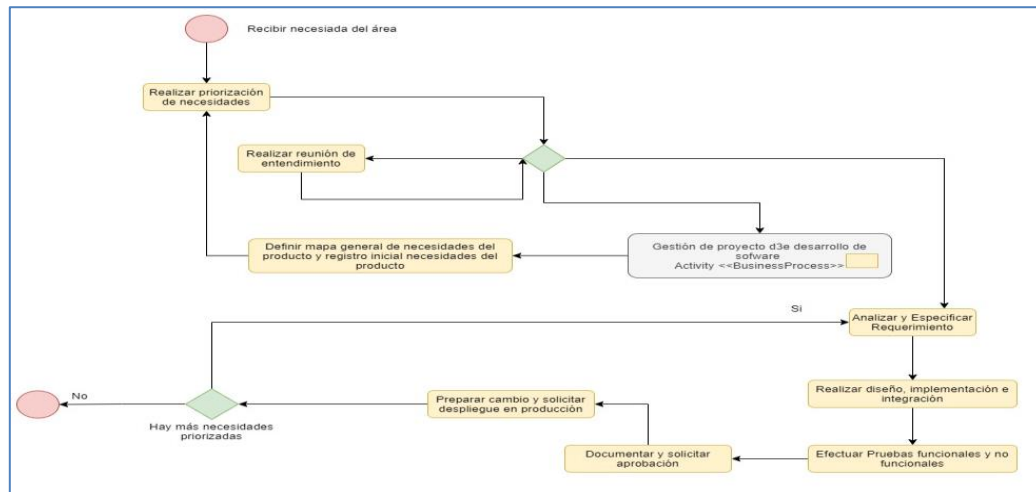 Recibir necesiada del área
Realizar priorización
de necesidades
Realizar reunión de
entendimiento
Definir mapa general de necesidades del
producto y registro inicial necesidades del
producto
Gestión de proyecto d3e desarrollo de
sofware
Activity <<BusinessProcess>>
Si
Analizar y Especificar
Requerimiento
Realizar diseño, implementación e
integración
Efectuar Pruebas funcionales y no
funcionales
Documentar y solicitar
aprobación
Preparar cambio y solicitar
despliegue en producción
Hay más necesidades
priorizadas
No